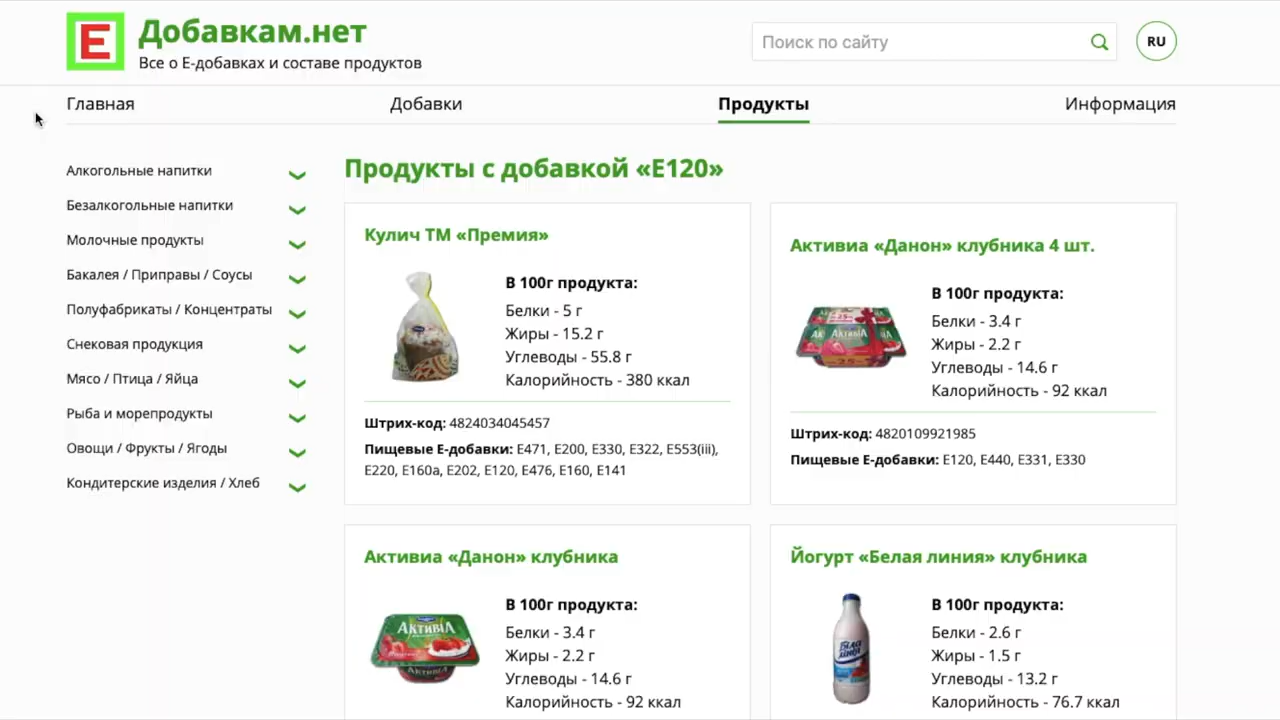 E
Добавкам.нет
Все о Е-добавках и составе продуктов
Поиск по сайту
RU
Главная
Добавки
Продукты
Информация
Алкогольные напитки
Безалкогольные напитки
Молочные продукты
Бакалея / Приправы / Соусы
Полуфабрикаты / Концентраты
Снековая продукция
Мясо / Птица / Яйца
Рыба и морепродукты
Овощи / Фрукты / Ягоды
Кондитерские изделия / Хлеб
Продукты с добавкой «E120»
Кулич ТМ «Премия»
В 100г продукта:
Белки - 5 г
Жиры - 15.2 г
Углеводы - 55.8 г
Калорийность - 380 ккал
Штрих-код: 4824034045457
Пищевые Е-добавки: E471, E200, E330, E322, E553(iii),
E220, E160a, E202, E120, E476, E160, E141
Активиа «Данон» клубника 4 шт.
В 100г продукта:
Белки - 3.4 г
Жиры - 2.2 г
Углеводы - 14.6 г
Калорийность - 92 ккал
Штрих-код: 4820109921985
Пищевые Е-добавки: E120, E440, E331, E330
Активиа «Данон» клубника
АКТИВІА
В 100г продукта:
Белки - 3.4 г
Жиры - 2.2 г
Углеводы - 14.6 г
Калорийность - 92 ккал
Йогурт «Белая линия» клубника
В 100г продукта:
Белки - 2.6 г
Жиры - 1.5 г
Углеводы - 13.2 г
Калорийность - 76.7 ккал